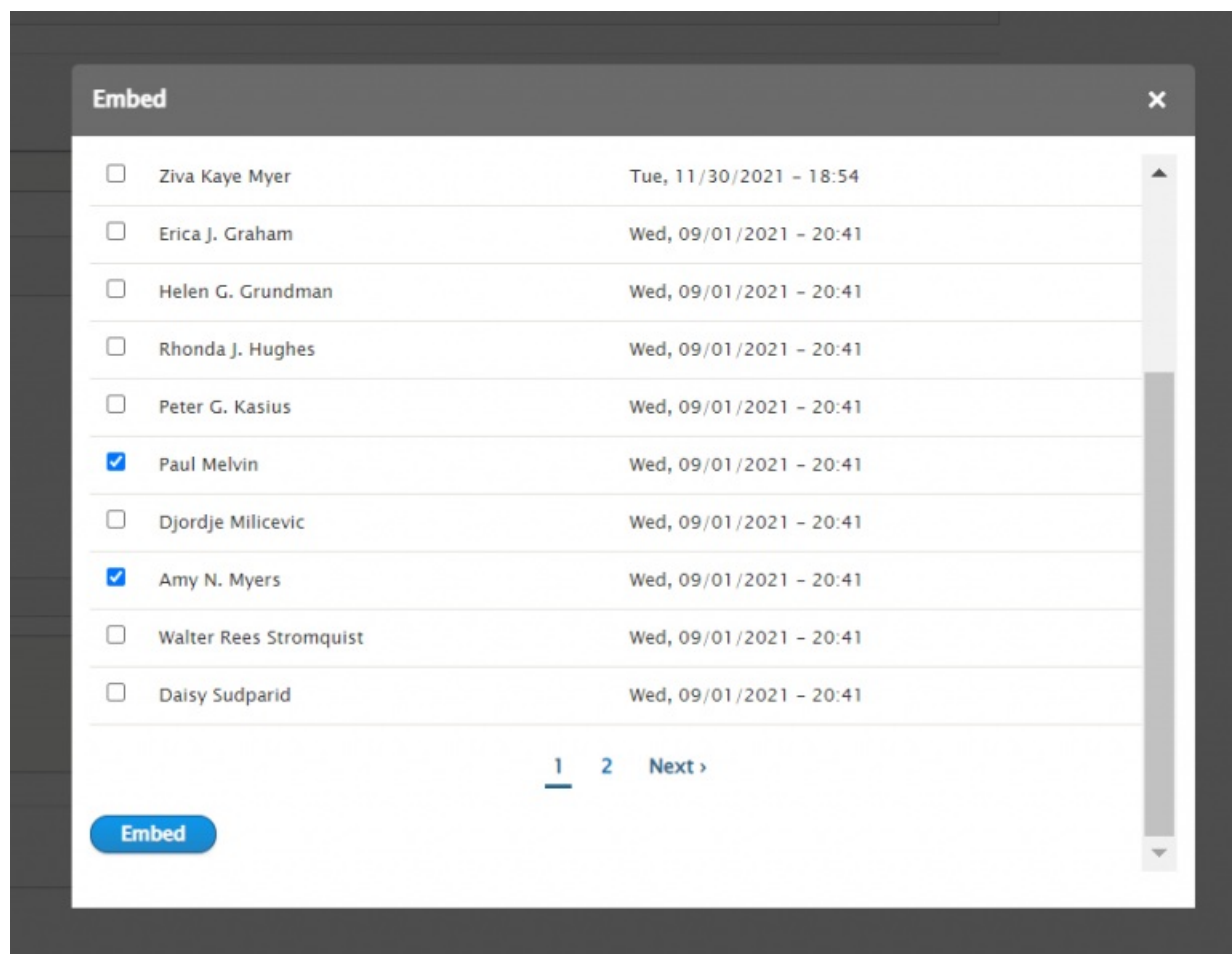 Embed ×
Ziva Kaye Myer Tue, 11/30/2021 – 18:54
Erica J. Graham Wed, 09/01/2021 – 20:41
Helen G. Grundman Wed, 09/01/2021 – 20:41
Rhonda J. Hughes Wed, 09/01/2021 – 20:41
Peter G. Kasius Wed, 09/01/2021 – 20:41
Paul Melvin Wed, 09/01/2021 – 20:41
Djordje Milicevic Wed, 09/01/2021 – 20:41
Amy N. Myers Wed, 09/01/2021 – 20:41
Walter Rees Stromquist Wed, 09/01/2021 – 20:41
Daisy Sudparid Wed, 09/01/2021 – 20:41
1 2 Next ›
Embed